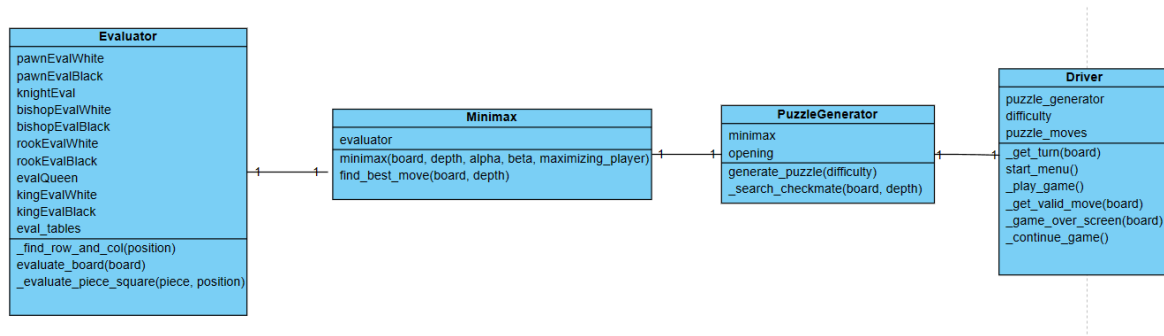 Evaluator
pawnEvalWhite
pawnEvalBlack
knightEval
bishopEvalWhite
bishopEvalBlack
rookEvalWhite
rookEvalBlack
evalQueen
kingEvalWhite
kingEvalBlack
eval_tables
_find_row_and_col(position)
evaluate_board(board)
_evaluate_piece_square(piece, position)
1
1
Minimax
evaluator
minimax(board, depth, alpha, beta, maximizing_player)
find_best_move(board, depth)
1
1
PuzzleGenerator
minimax
opening
generate_puzzle(difficulty)
_search_checkmate(board, depth)
1
1
Driver
puzzle_generator
difficulty
puzzle_moves
_get_turn(board)
start_menu()
_play_game()
_get_valid_move(board)
_game_over_screen(board)
_continue_game()